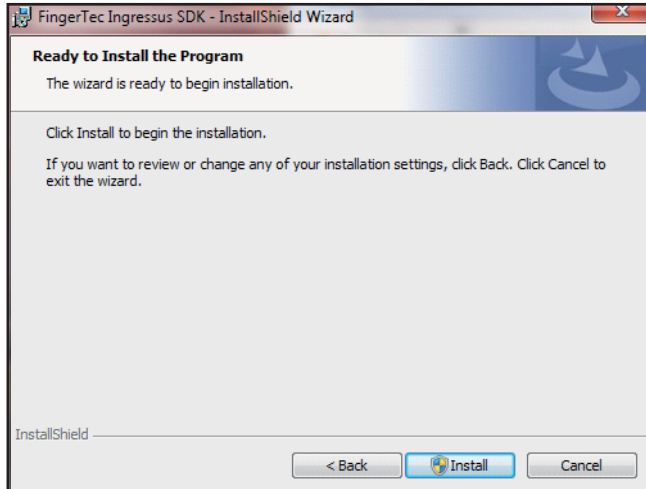 FingerTec Ingressus SDK - InstallShield Wizard
Ready to Install the Program
The wizard is ready to begin installation.
Click Install to begin the installation.
If you want to review or change any of your installation settings, click Back. Click Cancel to
exit the wizard.
InstallShield
< Back
Install
Cancel